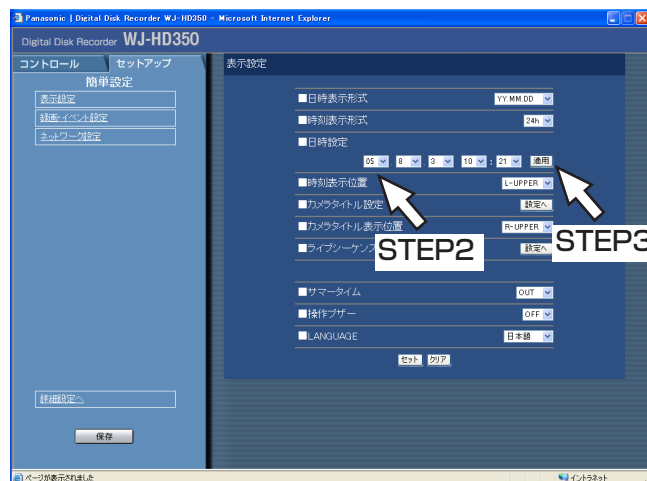 Panasonic | Digital Disk Recorder WJ-HD350 - Microsoft Internet Explorer
Digital Disk Recorder WJ-HD350
コントロール セットアップ
簡単設定
表示設定
録画・イベント設定
ネットワーク設定
詳細設定へ
保存
表示設定
■日時表示形式 YY.MM.DD
■時刻表示形式 24h
■日時設定
05 8 3 10 : 21 適用
■時刻表示位置 L-UPPER
■カメラタイトル設定 設定へ
■カメラタイトル表示位置 R-UPPER
■ライブシーケンス 設定へ
STEP2
STEP3
■サマータイム OUT
■操作ブザー OFF
■LANGUAGE 日本語
セット クリア
ページが表示されました イントラネット